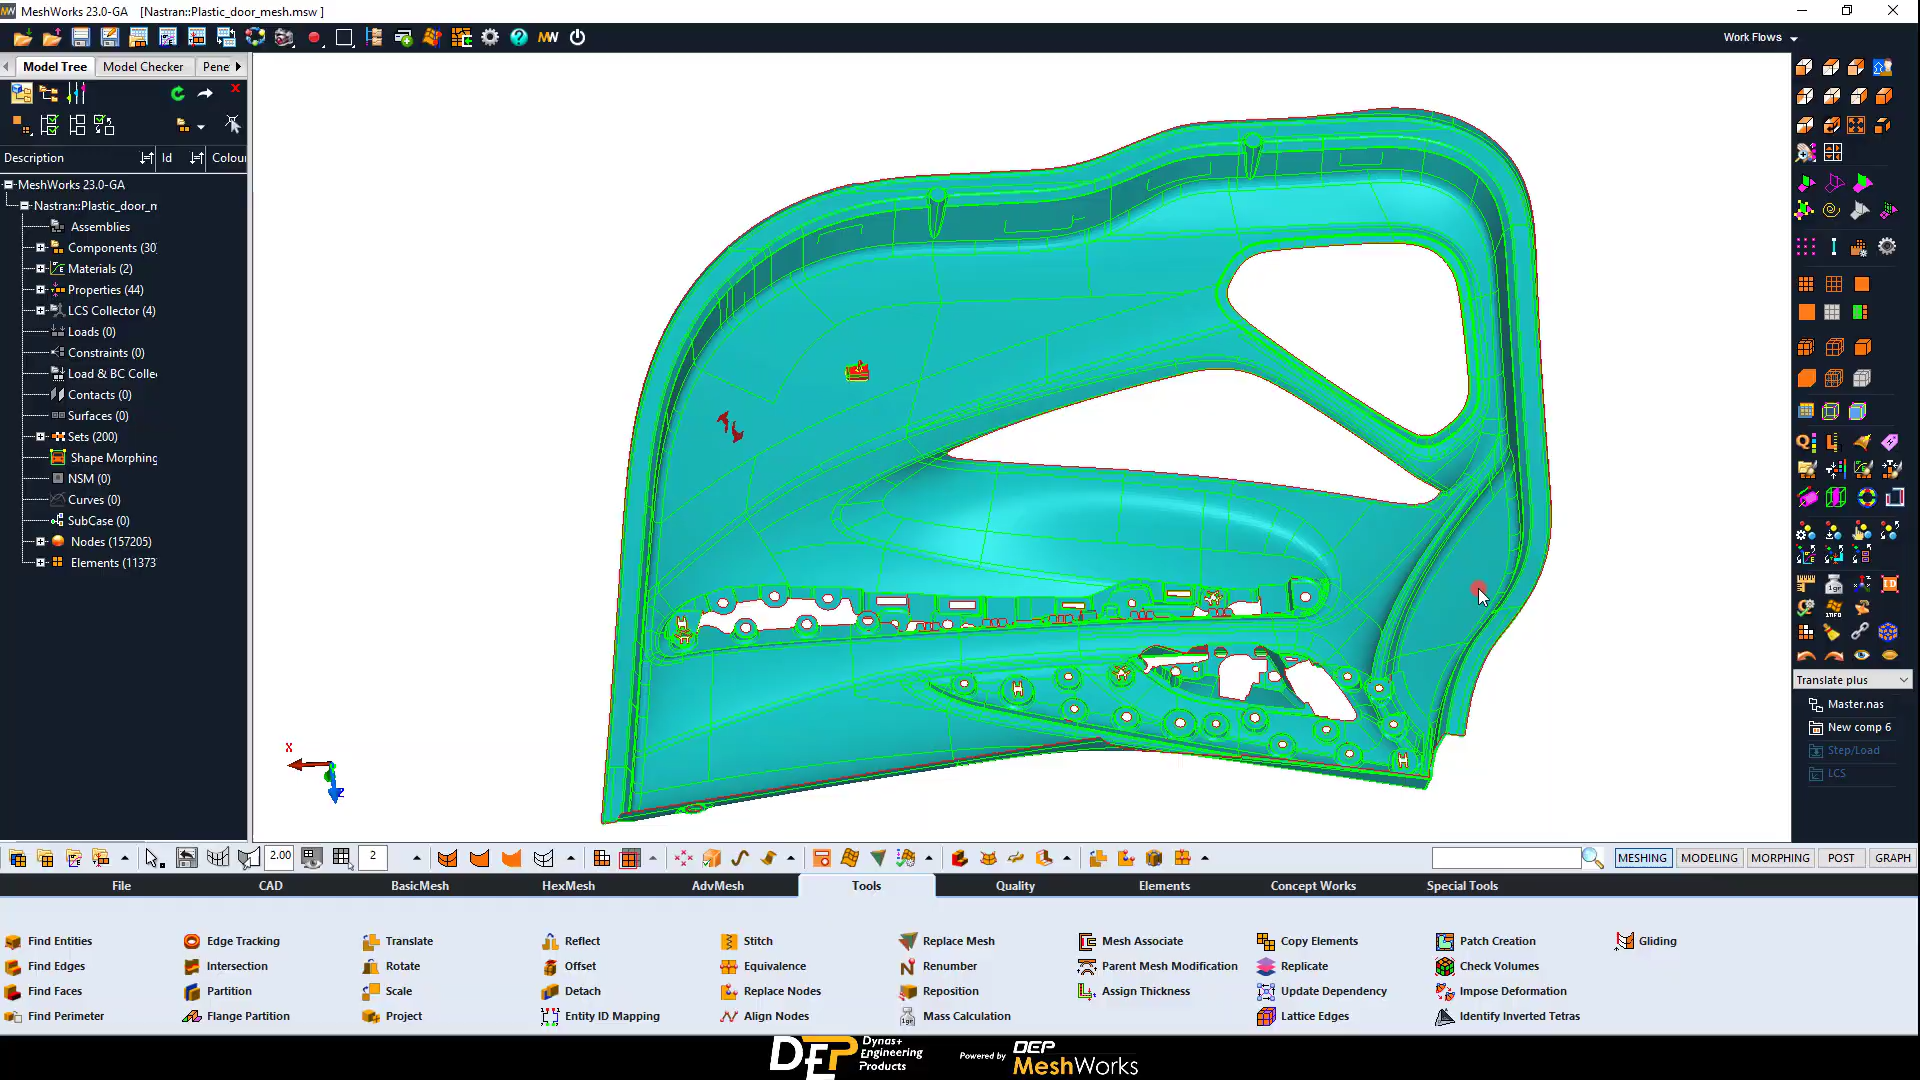 MeshWorks 23.0-GA [Nastran::Plastic_door_mesh.msw ]
Work Flows
Model Tree Model Checker Pene
Description Id Colour
MeshWorks 23.0-GA
Nastran::Plastic_door_m
Assemblies
Components (30)
Materials (2)
Properties (44)
LCS Collector (4)
Loads (0)
Constraints (0)
Load & BC Colle
Contacts (0)
Surfaces (0)
Sets (200)
Shape Morphing
NSM (0)
Curves (0)
SubCase (0)
Nodes (157205)
Elements (11373
X
Z
Translate plus
Master.nas
New comp 6
Step/Load
LCS
2.00 2
MESHING MODELING MORPHING POST GRAPH
File CAD BasicMesh HexMesh AdvMesh Tools Quality Elements Concept Works Special Tools
Find Entities Edge Tracking Translate Reflect Stitch Replace Mesh Mesh Associate Copy Elements Patch Creation Gliding
Find Edges Intersection Rotate Offset Equivalence Renumber Parent Mesh Modification Replicate Check Volumes
Find Faces Partition Scale Detach Replace Nodes Reposition Assign Thickness Update Dependency Impose Deformation
Find Perimeter Flange Partition Project Entity ID Mapping Align Nodes Mass Calculation Lattice Edges Identify Inverted Tetras
DEP Dynas+ Engineering Products Powered by DEP MeshWorks